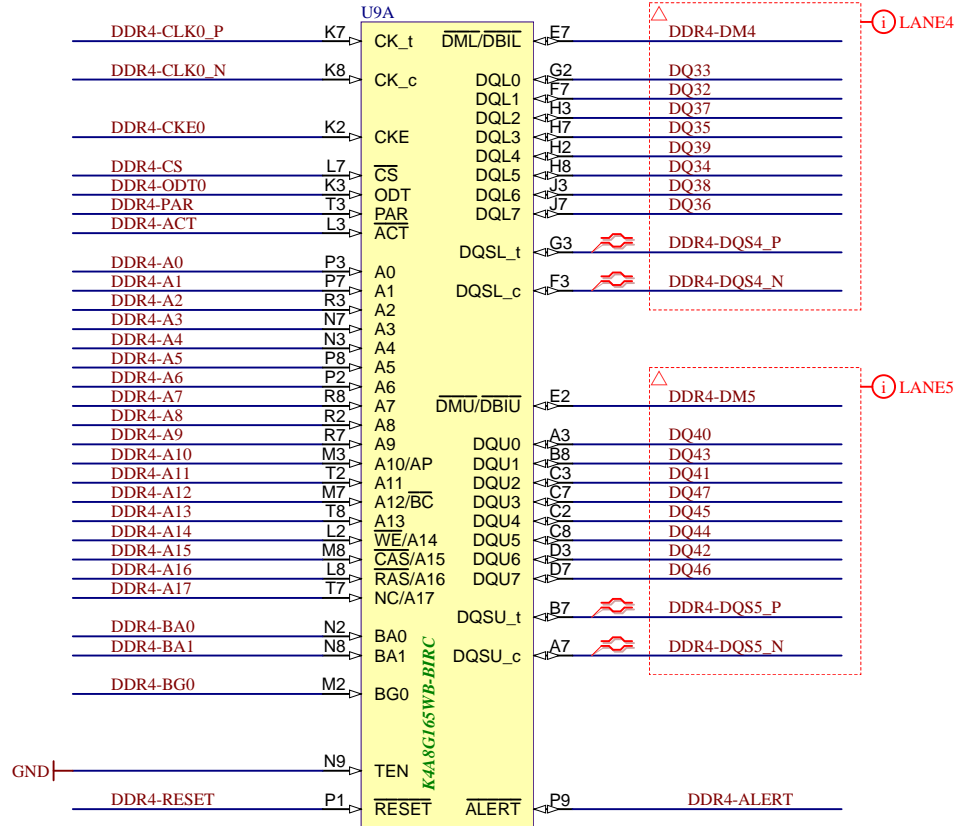 U9A
DDR4-CLK0_P K7 CK_t DML/DBIL E7 DDR4-DM4 LANE4
DDR4-CLK0_N K8 CK_c DQL0 G2 DQ33
DQL1 F7 DQ32
DQL2 H3 DQ37
DDR4-CKE0 K2 CKE DQL3 H7 DQ35
DQL4 H2 DQ39
DDR4-CS L7 CS DQL5 H8 DQ34
DDR4-ODT0 K3 ODT DQL6 J3 DQ38
DDR4-PAR T3 PAR DQL7 J7 DQ36
DDR4-ACT L3 ACT
DQSL_t G3 DDR4-DQS4_P
DDR4-A0 P3 A0
DDR4-A1 P7 A1 DQSL_c F3 DDR4-DQS4_N
DDR4-A2 R3 A2
DDR4-A3 N7 A3
DDR4-A4 N3 A4
DDR4-A5 P8 A5
DDR4-A6 P2 A6
DDR4-A7 R8 A7 DMU/DBIU E2 DDR4-DM5 LANE5
DDR4-A8 R2 A8
DDR4-A9 R7 A9 DQU0 A3 DQ40
DDR4-A10 M3 A10/AP DQU1 B8 DQ43
DDR4-A11 T2 A11 DQU2 C3 DQ41
DDR4-A12 M7 A12/BC DQU3 C7 DQ47
DDR4-A13 T8 A13 DQU4 C2 DQ45
DDR4-A14 L2 WE/A14 DQU5 C8 DQ44
DDR4-A15 M8 CAS/A15 DQU6 D3 DQ42
DDR4-A16 L8 RAS/A16 DQU7 D7 DQ46
DDR4-A17 T7 NC/A17
DQSU_t B7 DDR4-DQS5_P
DDR4-BA0 N2 BA0
DDR4-BA1 N8 BA1 DQSU_c A7 DDR4-DQS5_N
DDR4-BG0 M2 BG0
K4A8G165WB-BIRC
GND N9 TEN
DDR4-RESET P1 RESET ALERT P9 DDR4-ALERT